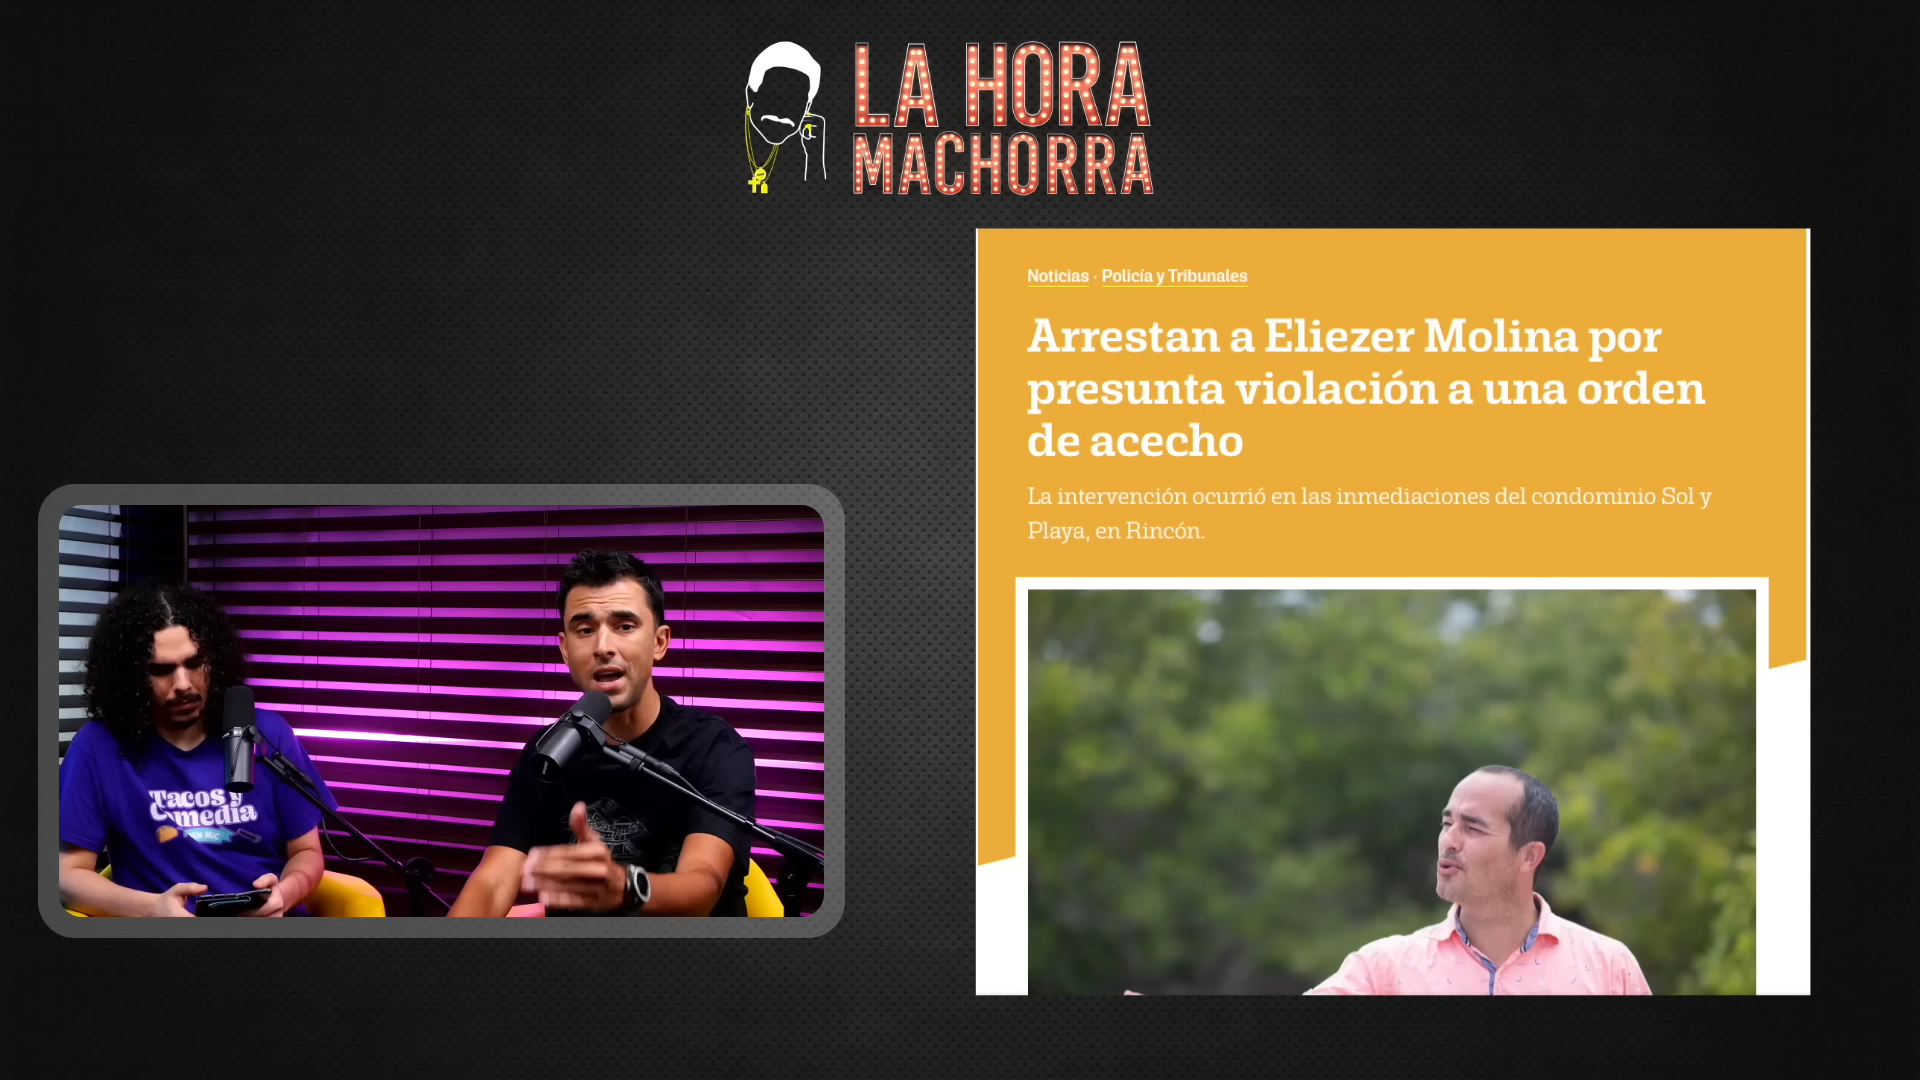 LA HORA
MACHORRA
Noticias · Policía y Tribunales
Arrestan a Eliezer Molina por
presunta violación a una orden
de acecho
La intervención ocurrió en las inmediaciones del condominio Sol y
Playa, en Rincón.
Tacos y
Comedia